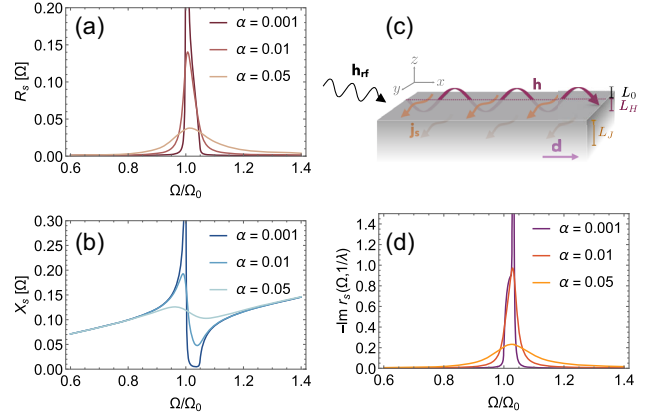 (a)
R_s [Ω]
0.20
0.15
0.10
0.05
0.00
α = 0.001
α = 0.01
α = 0.05
0.6 0.8 1.0 1.2 1.4
Ω/Ω₀
(c)
h_rf
z
y x
h
L₀
L_H
j_s
L_J
d
(b)
X_s [Ω]
0.30
0.25
0.20
0.15
0.10
0.05
0.00
α = 0.001
α = 0.01
α = 0.05
0.6 0.8 1.0 1.2 1.4
Ω/Ω₀
(d)
−Im r_s(Ω,1/λ)
1.4
1.2
1.0
0.8
0.6
0.4
0.2
0.0
α = 0.001
α = 0.01
α = 0.05
0.6 0.8 1.0 1.2 1.4
Ω/Ω₀